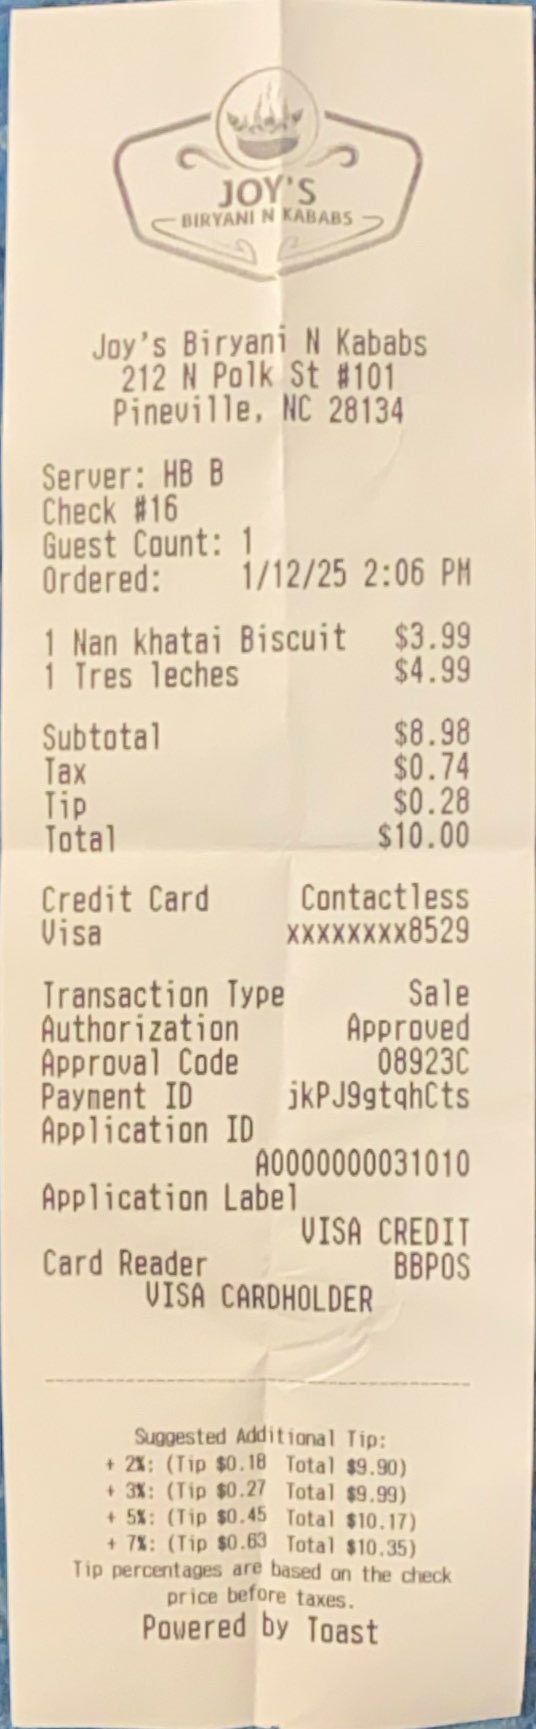 JOY'S
BIRYANI N KABABS
Joy's Biryani N Kababs
212 N Polk St #101
Pineville, NC 28134
Server: HB B
Check #16
Guest Count: 1
Ordered: 1/12/25 2:06 PM
1 Nan khatai Biscuit $3.99
1 Tres leches $4.99
Subtotal $8.98
Tax $0.74
Tip $0.28
Total $10.00
Credit Card Contactless
Visa xxxxxxxx8529
Transaction Type Sale
Authorization Approved
Approval Code 08923C
Payment ID jkPJ9gtqhCts
Application ID
A0000000031010
Application Label
VISA CREDIT
Card Reader BBPOS
VISA CARDHOLDER
Suggested Additional Tip:
+ 2%: (Tip $0.18 Total $9.90)
+ 3%: (Tip $0.27 Total $9.99)
+ 5%: (Tip $0.45 Total $10.17)
+ 7%: (Tip $0.63 Total $10.35)
Tip percentages are based on the check
price before taxes.
Powered by Toast